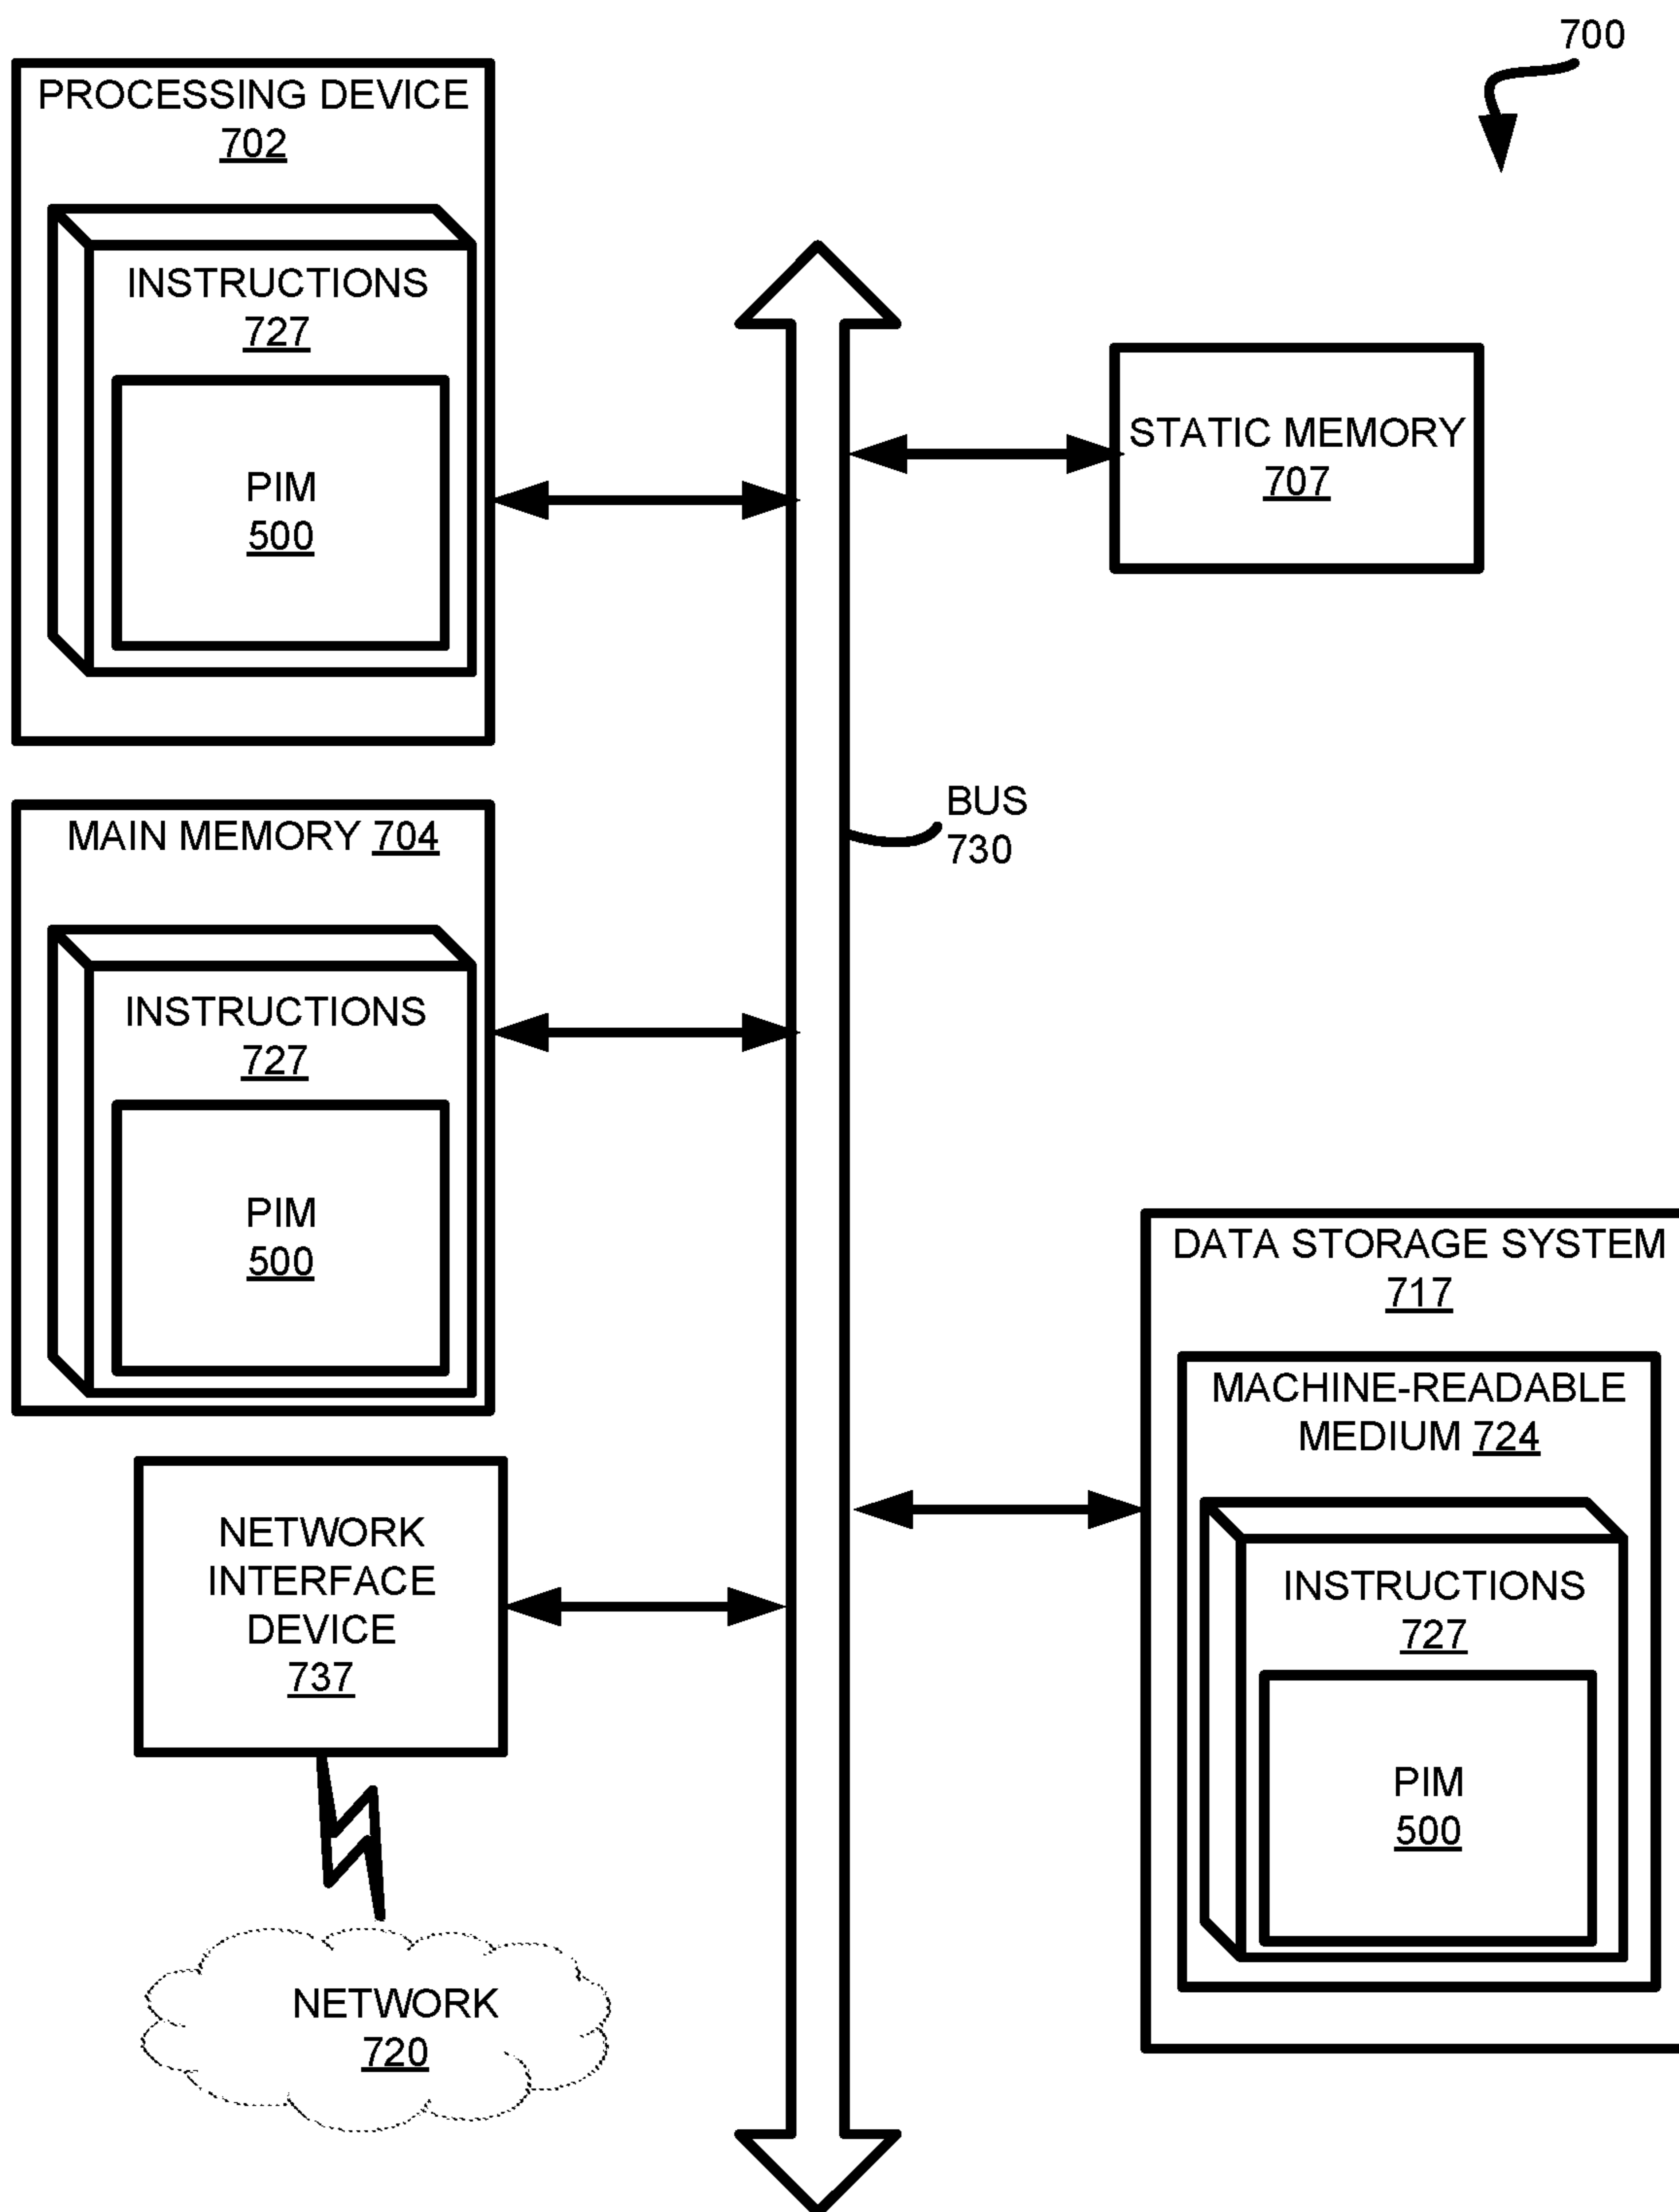 700
PROCESSING DEVICE
702
INSTRUCTIONS
727
PIM
500
STATIC MEMORY
707
BUS
730
MAIN MEMORY 704
INSTRUCTIONS
727
PIM
500
DATA STORAGE SYSTEM
717
MACHINE-READABLE
MEDIUM 724
INSTRUCTIONS
727
PIM
500
NETWORK
INTERFACE
DEVICE
737
NETWORK
720